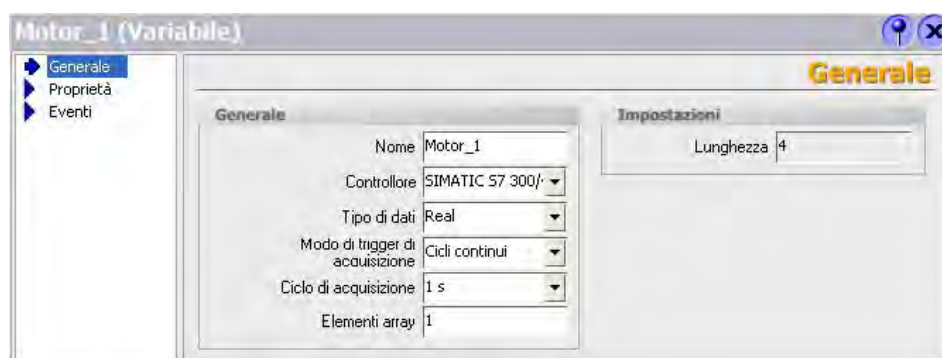 Motor_1 (Variabile)
Generale
Proprietà
Eventi
Generale
Generale
Nome Motor_1
Controllore SIMATIC S7 300/
Tipo di dati Real
Modo di trigger di
acquisizione Cicli continui
Ciclo di acquisizione 1 s
Elementi array 1
Impostazioni
Lunghezza 4